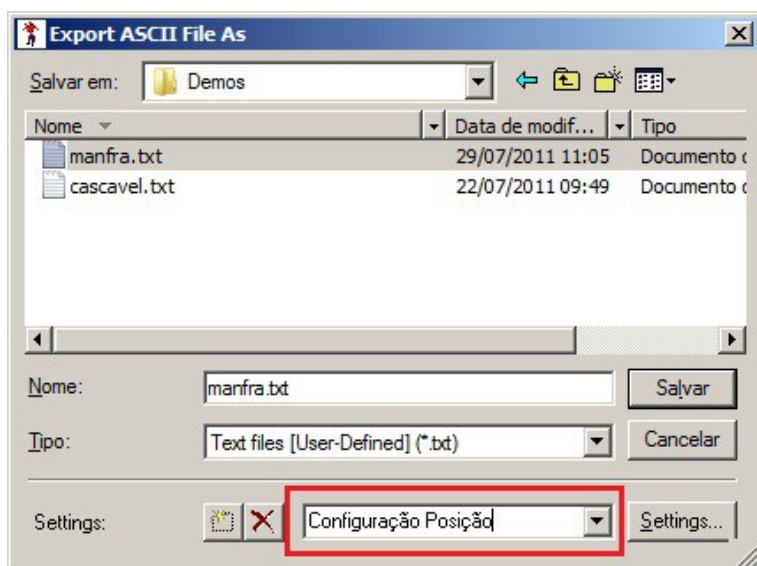 Export ASCII File As
Salvar em: Demos
Nome Data de modif... Tipo
manfra.txt 29/07/2011 11:05 Documento
cascavel.txt 22/07/2011 09:49 Documento
Nome: manfra.txt Salvar
Tipo: Text files [User-Defined] (*.txt) Cancelar
Settings: Configuração Posição Settings...